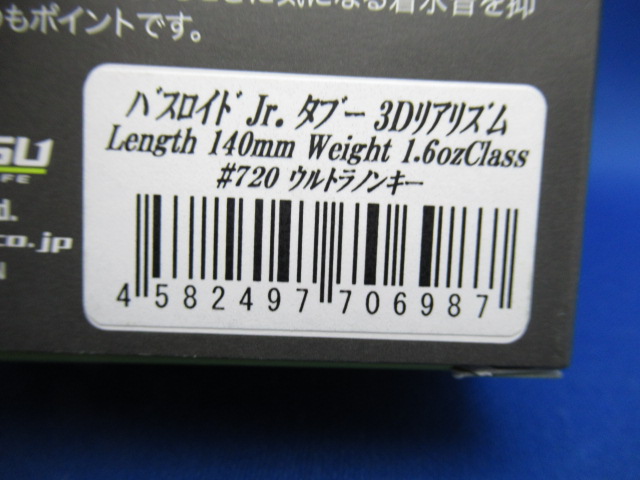 もポイントです。
バスロイドJr. タブー 3Dリアリズム
Length 140mm Weight 1.6ozClass
#720 ウルトラノンキー
4 582497 706987
d.
co.jp